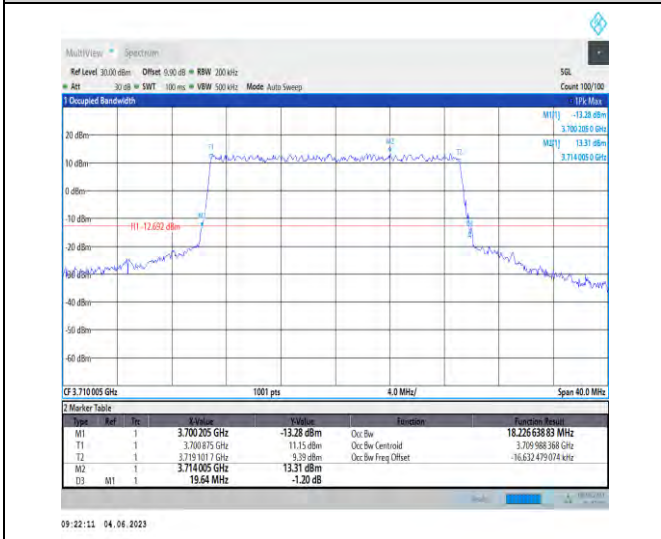 MultiView Spectrum
Ref Level 30.00 dBm Offset 9.90 dB RBW 200 kHz SGL
Att 30 dB SWT 100 ms VBW 500 kHz Mode Auto Sweep Count 100/100
1 Occupied Bandwidth 1Pk Max
M1[1] -13.28 dBm
3.700 205 0 GHz
M2[1] 13.31 dBm
3.714 005 0 GHz
20 dBm
T1 M2 T2
10 dBm
0 dBm
-10 dBm
M1
H1 -12.692 dBm
-20 dBm
-30 dBm
-40 dBm
-50 dBm
-60 dBm
CF 3.710 005 GHz 1001 pts 4.0 MHz/ Span 40.0 MHz
2 Marker Table
Type Ref Trc X-Value Y-Value Function Function Result
M1 1 3.700 205 GHz -13.28 dBm Occ Bw 18.226 638 83 MHz
T1 1 3.700 875 GHz 11.15 dBm Occ Bw Centroid 3.709 988 368 GHz
T2 1 3.719 101 7 GHz 9.39 dBm Occ Bw Freq Offset -16.632 479 074 kHz
M2 1 3.714 005 GHz 13.31 dBm
D3 M1 1 19.64 MHz -1.20 dB
09:22:11 04.06.2023